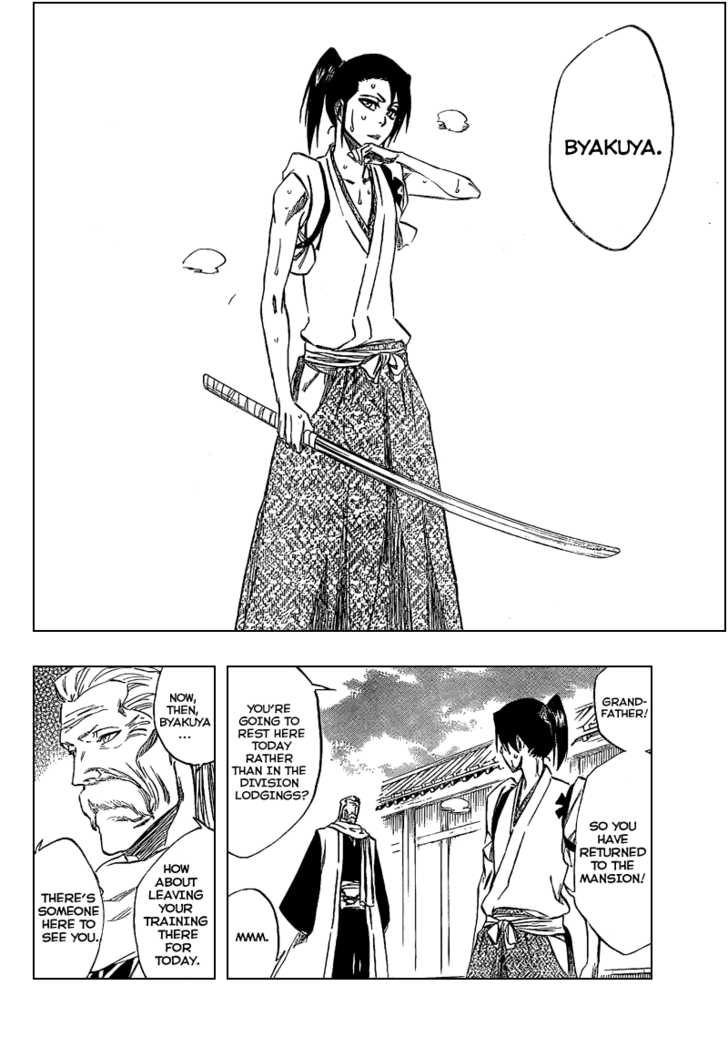 BYAKUYA.
GRAND-
FATHER!
SO YOU
HAVE
RETURNED
TO THE
MANSION!
YOU'RE
GOING TO
REST HERE
TODAY
RATHER
THAN IN THE
DIVISION
LODGINGS?
MMM.
NOW,
THEN,
BYAKUYA
...
HOW
ABOUT
LEAVING
YOUR
TRAINING
THERE
FOR
TODAY.
THERE'S
SOMEONE
HERE TO
SEE YOU.